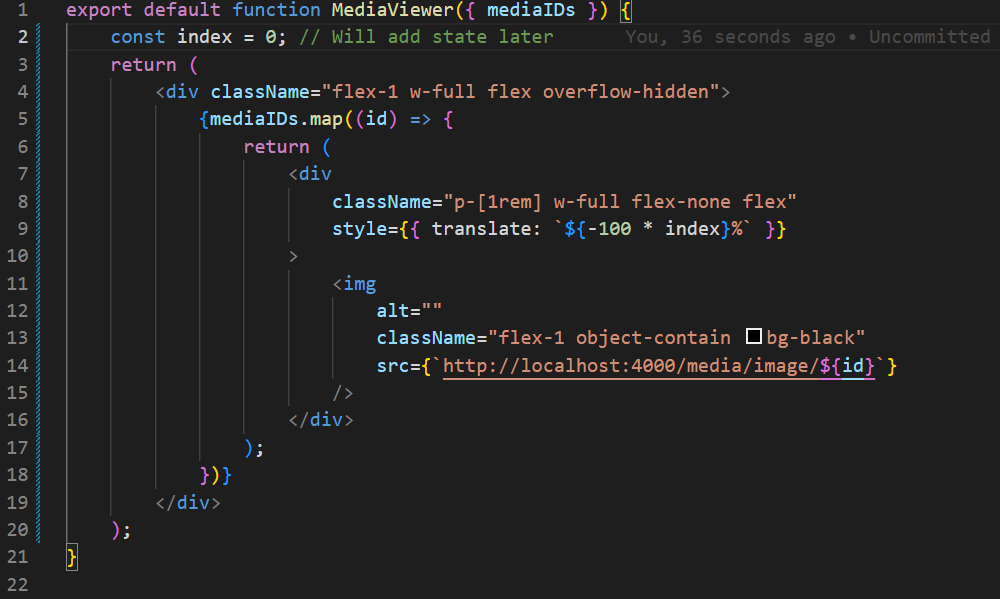 1 export default function MediaViewer({ mediaIDs }) {
2     const index = 0; // Will add state later    You, 36 seconds ago • Uncommitted
3     return (
4         <div className="flex-1 w-full flex overflow-hidden">
5             {mediaIDs.map((id) => {
6                 return (
7                     <div
8                         className="p-[1rem] w-full flex-none flex"
9                         style={{ translate: `${-100 * index}%` }}
10                     >
11                         <img
12                             alt=""
13                             className="flex-1 object-contain bg-black"
14                             src={`http://localhost:4000/media/image/${id}`}
15                         />
16                     </div>
17                 );
18             })}
19         </div>
20     );
21 }
22